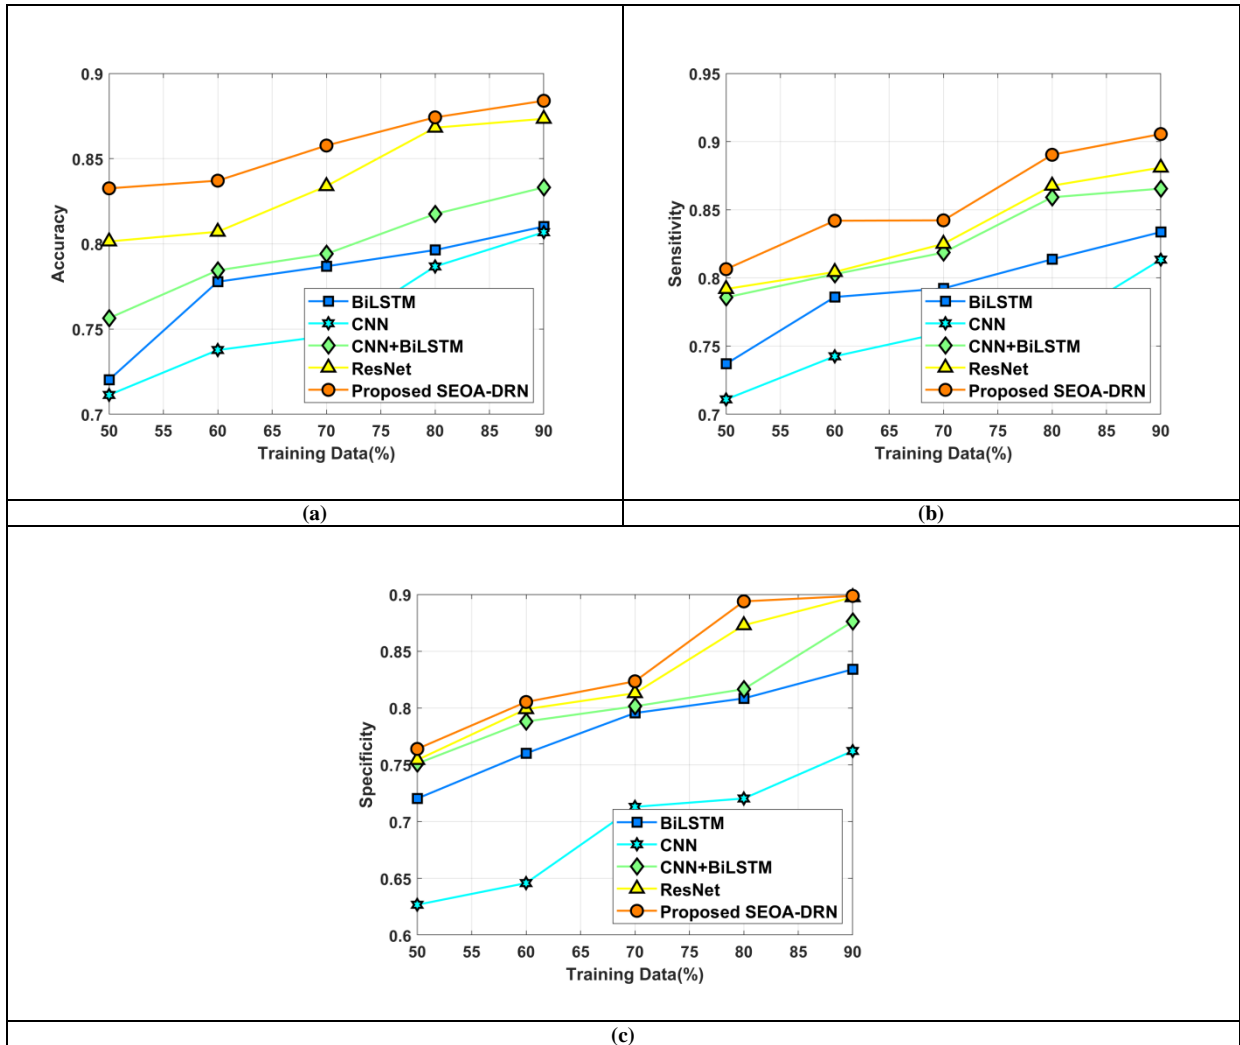 0.9
0.85
0.8
0.75
0.7
Accuracy
50 55 60 65 70 75 80 85 90
Training Data(%)
BiLSTM
CNN
CNN+BiLSTM
ResNet
Proposed SEOA-DRN
(a)
0.95
0.9
0.85
0.8
0.75
0.7
Sensitivity
50 55 60 65 70 75 80 85 90
Training Data(%)
BiLSTM
CNN
CNN+BiLSTM
ResNet
Proposed SEOA-DRN
(b)
0.9
0.85
0.8
0.75
0.7
0.65
0.6
Specificity
50 55 60 65 70 75 80 85 90
Training Data(%)
BiLSTM
CNN
CNN+BiLSTM
ResNet
Proposed SEOA-DRN
(c)